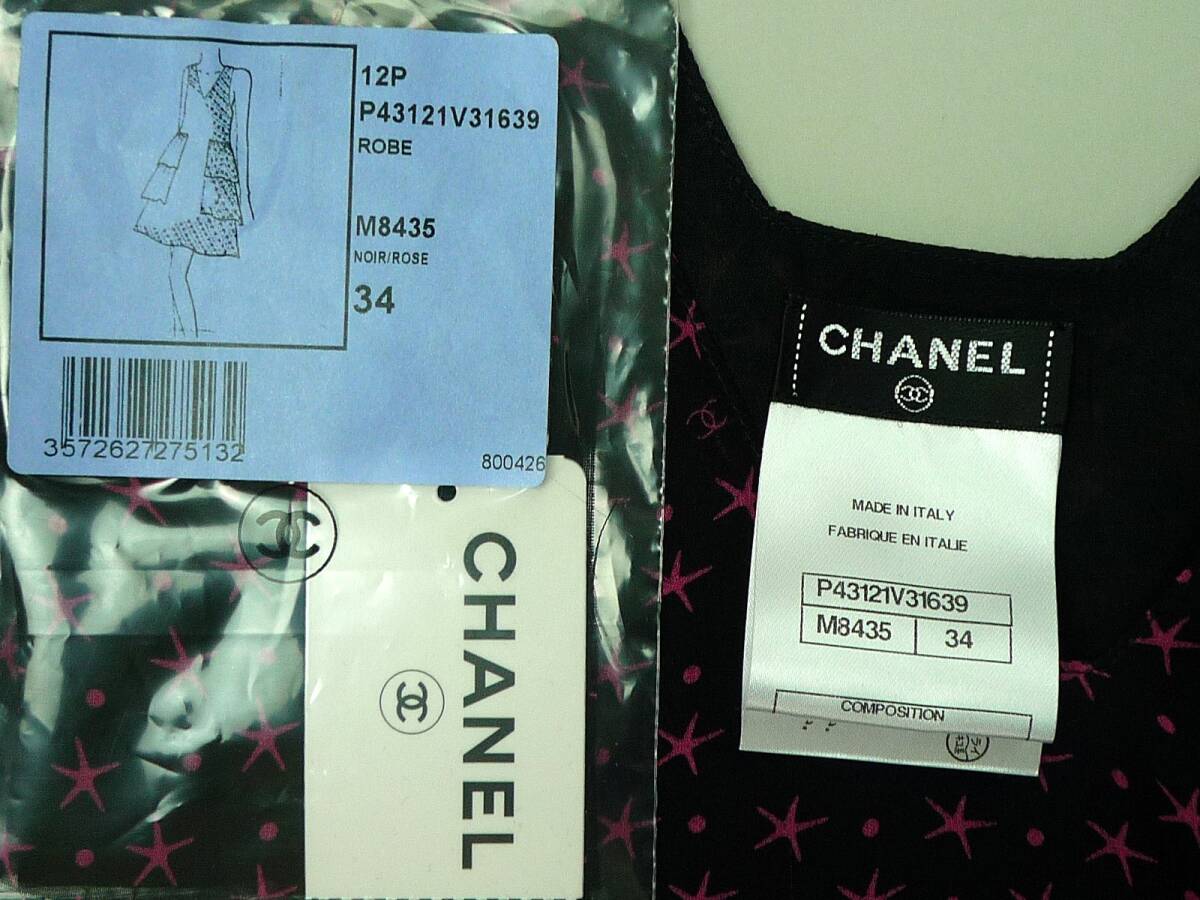 12P
P43121V31639
ROBE
M8435
NOIR/ROSE
34
3572627275132
800426
CHANEL
CHANEL
MADE IN ITALY
FABRIQUE EN ITALIE
P43121V31639
M8435 34
COMPOSITION